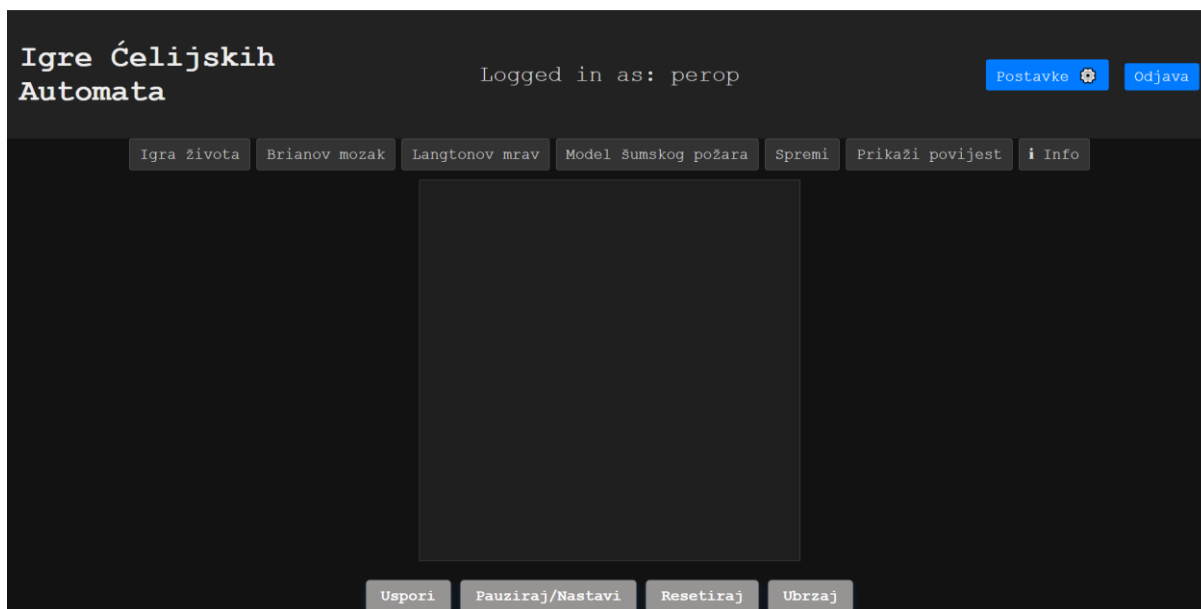 Igre Ćelijskih
Automata
Logged in as: perop
Postavke
Odjava
Igra života
Brianov mozak
Langtonov mrav
Model šumskog požara
Spremi
Prikaži povijest
i Info
Uspori
Pauziraj/Nastavi
Resetiraj
Ubrzaj